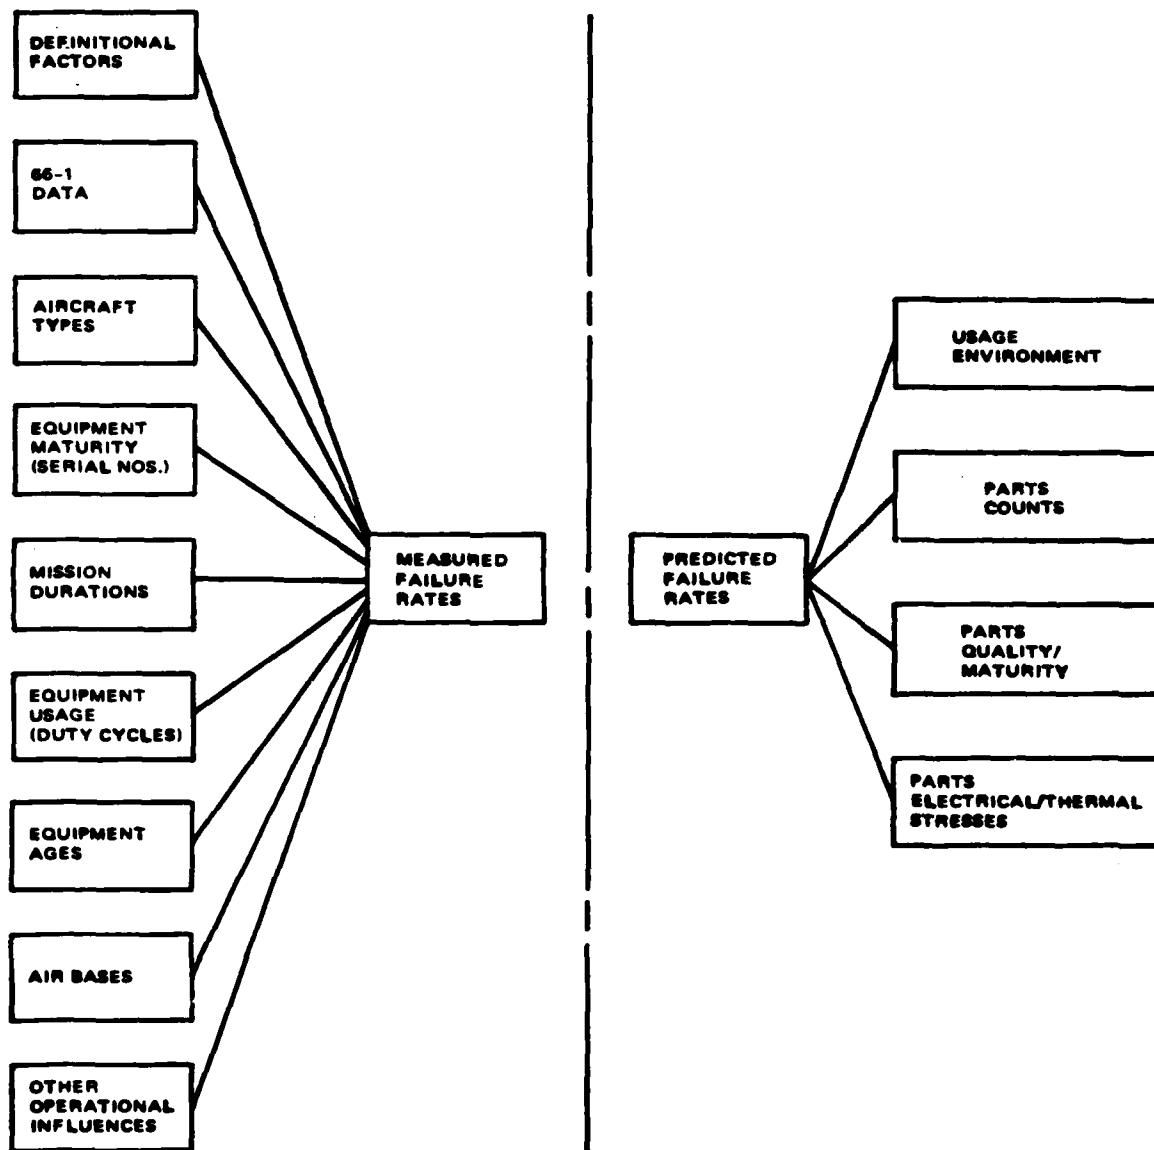 DEFINITIONAL
FACTORS
66-1
DATA
AIRCRAFT
TYPES
EQUIPMENT
MATURITY
(SERIAL NOS.)
MISSION
DURATIONS
EQUIPMENT
USAGE
(DUTY CYCLES)
EQUIPMENT
AGES
AIR BASES
OTHER
OPERATIONAL
INFLUENCES
MEASURED
FAILURE
RATES
PREDICTED
FAILURE
RATES
USAGE
ENVIRONMENT
PARTS
COUNTS
PARTS
QUALITY/
MATURITY
PARTS
ELECTRICAL/THERMAL
STRESSES